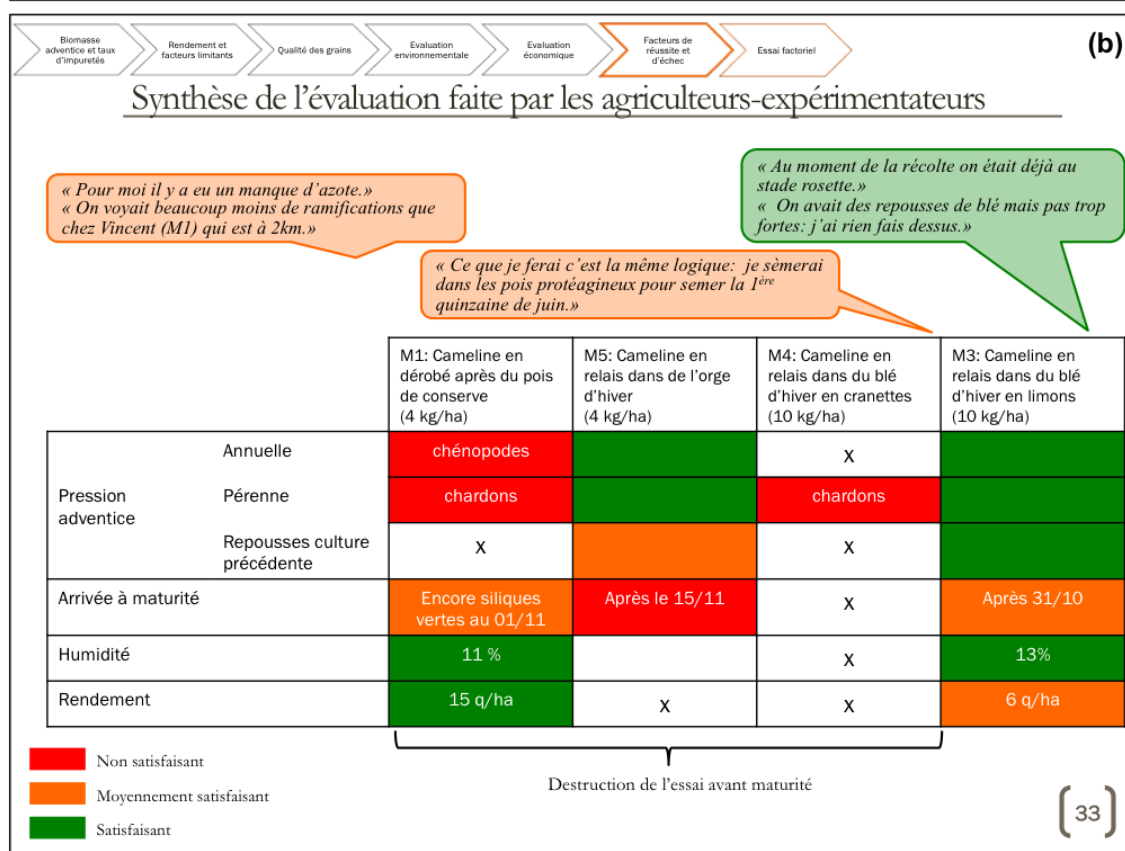 Biomasse
adventice et taux
d'impuretés
Rendement et
facteurs limitants
Qualité des grains
Evaluation
environnementale
Evaluation
économique
Facteurs de
réussite et
d'échec
Essai factoriel
(b)
Synthèse de l'évaluation faite par les agriculteurs-expérimentateurs
« Pour moi il y a eu un manque d'azote.»
« On voyait beaucoup moins de ramifications que
chez Vincent (M1) qui est à 2km.»
« Au moment de la récolte on était déjà au
stade rosette.»
« On avait des repousses de blé mais pas trop
fortes: j'ai rien fais dessus.»
« Ce que je ferai c'est la même logique: je sèmerai
dans les pois protéagineux pour semer la 1ère
quinzaine de juin.»
M1: Cameline en
dérobé après du pois
de conserve
(4 kg/ha)
M5: Cameline en
relais dans de l'orge
d'hiver
(4 kg/ha)
M4: Cameline en
relais dans du blé
d'hiver en cranettes
(10 kg/ha)
M3: Cameline en
relais dans du blé
d'hiver en limons
(10 kg/ha)
Pression
adventice
Annuelle
chénopodes
x
Pérenne
chardons
chardons
Repousses culture
précédente
x
x
Arrivée à maturité
Encore siliques
vertes au 01/11
Après le 15/11
x
Après 31/10
Humidité
11 %
x
13%
Rendement
15 q/ha
x
x
6 q/ha
Non satisfaisant
Moyennement satisfaisant
Satisfaisant
Destruction de l'essai avant maturité
33